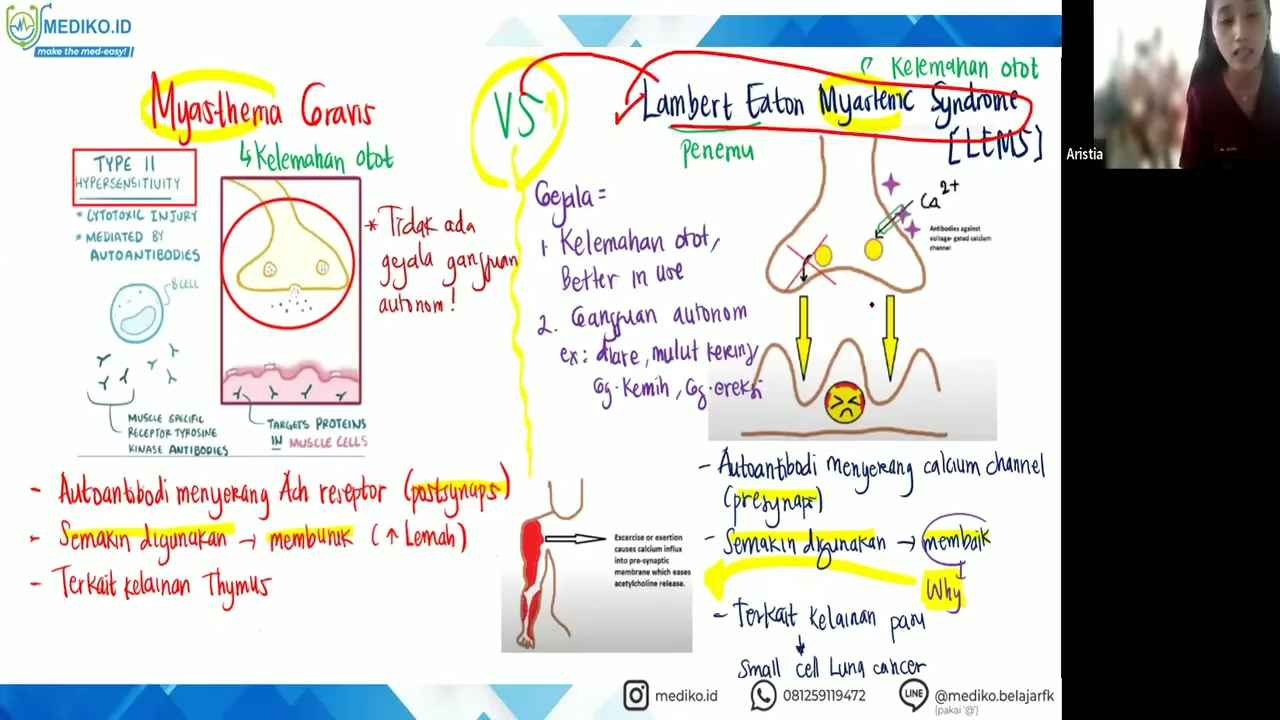 MEDIKO.ID
make the med-easy!
Myasthema Gravis
↳ Kelemahan otot
TYPE II
HYPERSENSITIVITY
* CYTOTOXIC INJURY
* MEDIATED BY
AUTOANTIBODIES
B CELL
MUSCLE SPECIFIC
RECEPTOR TYROSINE
KINASE ANTIBODIES
TARGETS PROTEINS
IN MUSCLE CELLS
* Tidak ada
gejala gangguan
autonom!
- Autoantibodi menyerang Ach reseptor (postsynaps)
- Semakin digunakan → memburuk (↑ Lemah)
- Terkait kelainan Thymus
VS
Kelemahan otot
Lambert Eaton Myastenic Syndrome
[LEMS]
penemu
Gejala =
1. Kelemahan otot,
Better in use
2. Gangguan autonom
ex: diare, mulut kering
Gg. Kemih, Gg. ereksi
Ca2+
Antibodies against
voltage- gated calcium
channel
- Autoantibodi menyerang calcium channel
(presynaps)
- Semakin digunakan → membaik
Why
Excercise or exertion
causes calcium influx
into pre-synaptic
membrane which eases
acetylcholine release.
- Terkait kelainan paru
Small cell Lung cancer
Aristia
mediko.id
081259119472
LINE
@mediko.belajarfk
(pakai '@')